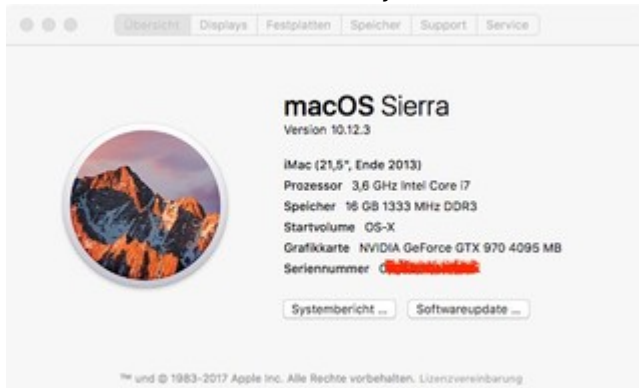 Übersicht Displays Festplatten Speicher Support Service
macOS Sierra
Version 10.12.3
iMac (21,5", Ende 2013)
Prozessor 3,6 GHz Intel Core i7
Speicher 16 GB 1333 MHz DDR3
Startvolume OS-X
Grafikkarte NVIDIA GeForce GTX 970 4095 MB
Seriennummer
Systembericht ... Softwareupdate ...
™ und © 1983-2017 Apple Inc. Alle Rechte vorbehalten. Lizenzvereinbarung